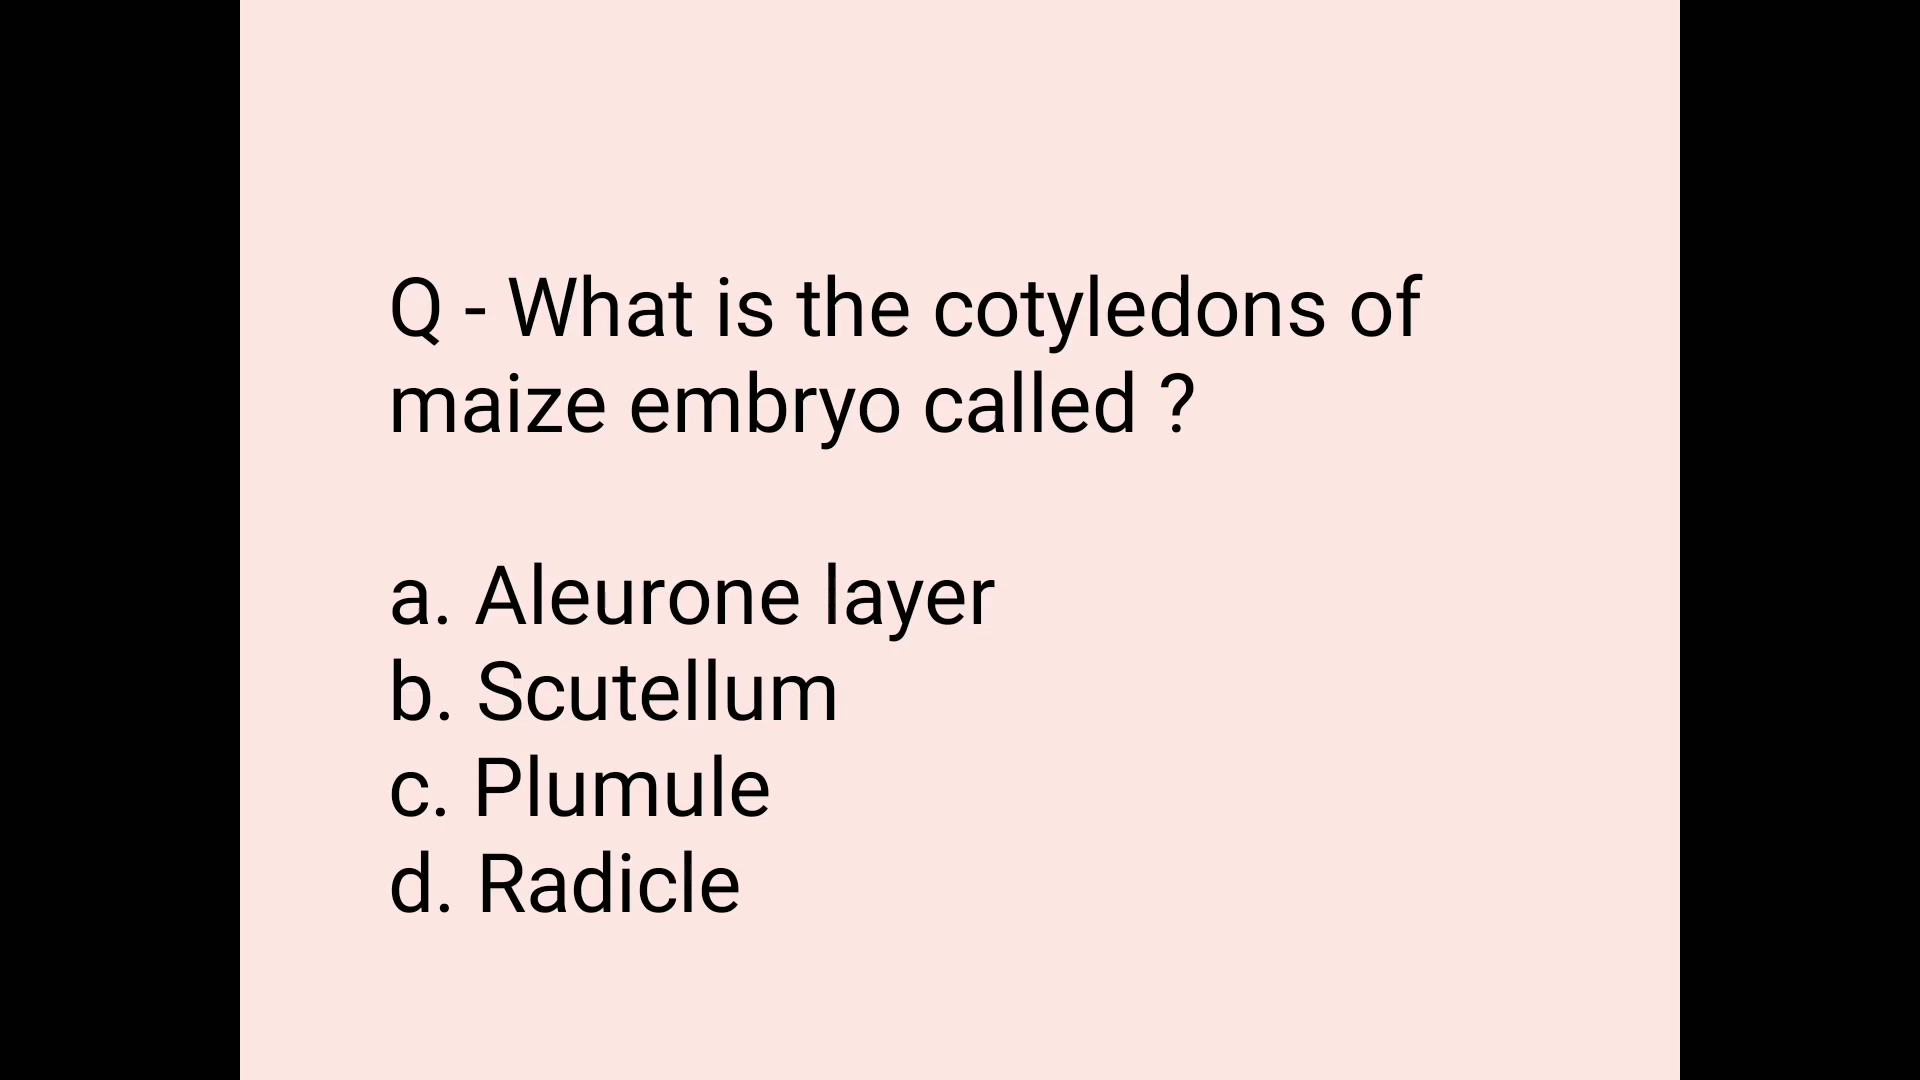 Q - What is the cotyledons of
maize embryo called ?
a. Aleurone layer
b. Scutellum
c. Plumule
d. Radicle